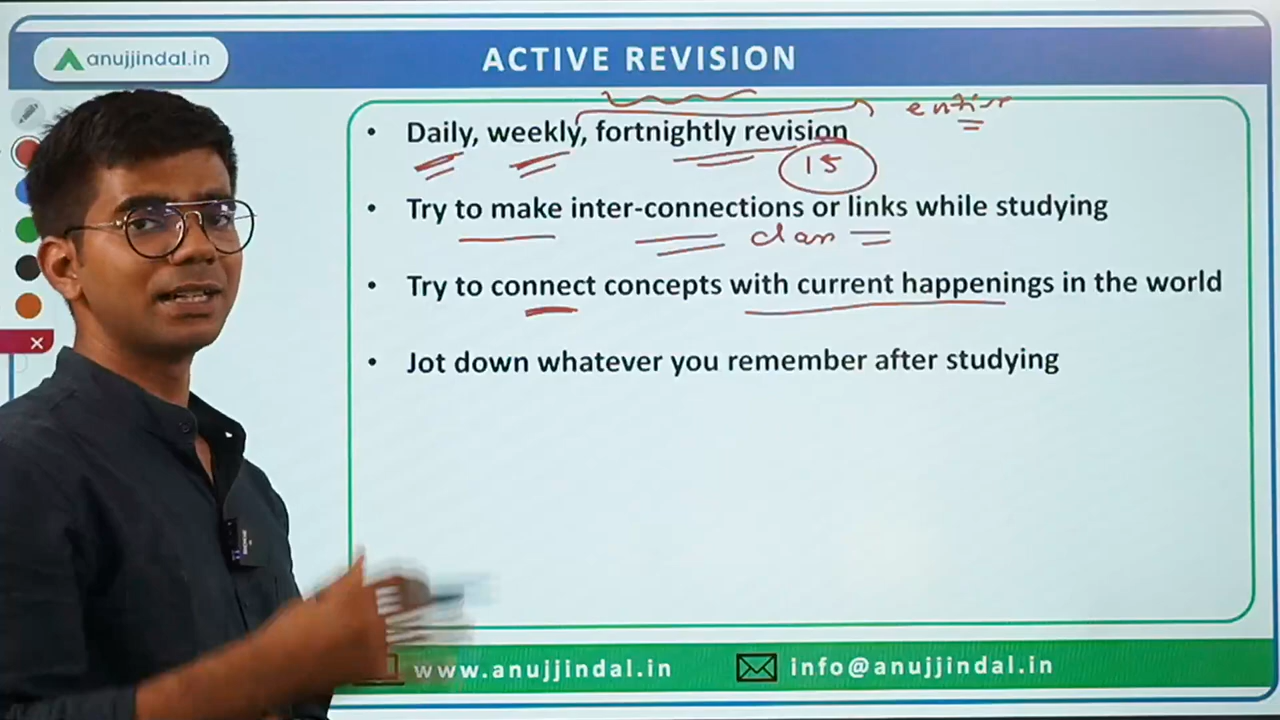 anujjindal.in
ACTIVE REVISION
entire
• Daily, weekly, fortnightly revision
15
• Try to make inter-connections or links while studying
class
• Try to connect concepts with current happenings in the world
• Jot down whatever you remember after studying
www.anujjindal.in
info@anujjindal.in